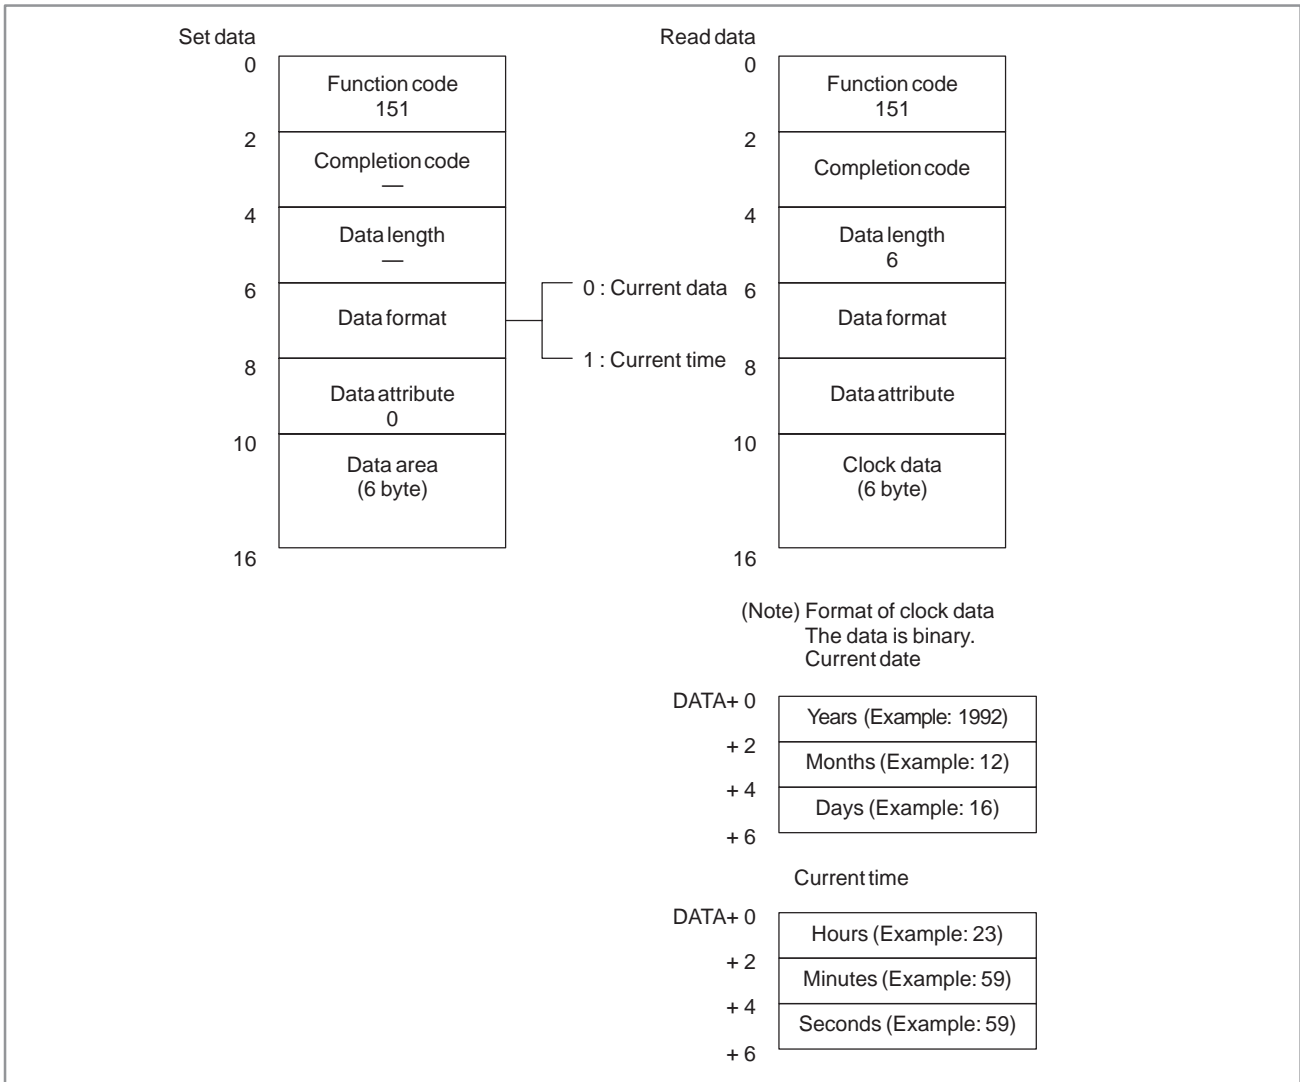 Set data
0
Function code
151
2
Completion code
—
4
Data length
—
6
Data format
0 : Current data
1 : Current time
8
Data attribute
0
10
Data area
(6 byte)
16
Read data
0
Function code
151
2
Completion code
4
Data length
6
6
Data format
8
Data attribute
10
Clock data
(6 byte)
16
(Note) Format of clock data
The data is binary.
Current date
DATA+ 0
Years (Example: 1992)
+ 2
Months (Example: 12)
+ 4
Days (Example: 16)
+ 6
Current time
DATA+ 0
Hours (Example: 23)
+ 2
Minutes (Example: 59)
+ 4
Seconds (Example: 59)
+ 6